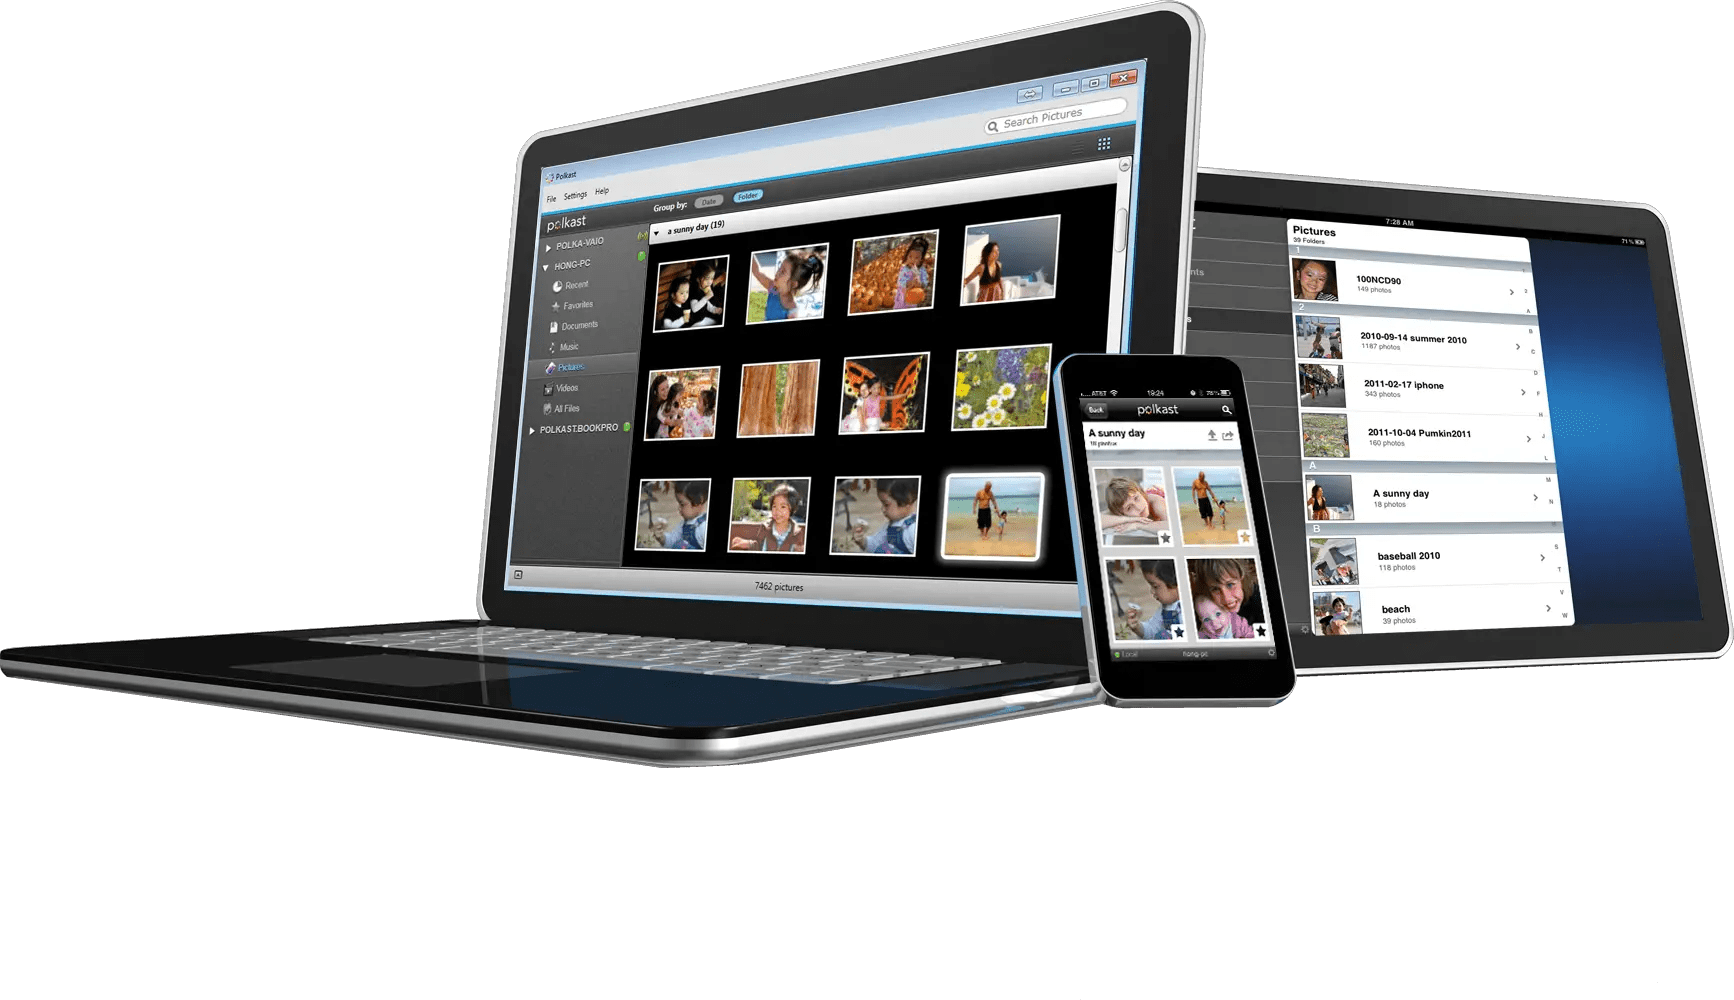 Polkast
File Settings Help
Search Pictures
polkast
Group by: Date Folder
a sunny day (19)
POLKA-VAIO
HONG-PC
Recent
Favorites
Documents
Music
Pictures
Videos
All Files
POLKAST.BOOKPRO
7462 pictures
AT&T 19:24 78%
Back polkast
A sunny day
18 photos
Local hong-pc
7:28 AM
71%
Pictures
39 Folders
1
100NCD90
149 photos
2
2010-09-14 summer 2010
1187 photos
2011-02-17 iphone
343 photos
2011-10-04 Pumkin2011
160 photos
A
A sunny day
18 photos
B
baseball 2010
118 photos
beach
39 photos